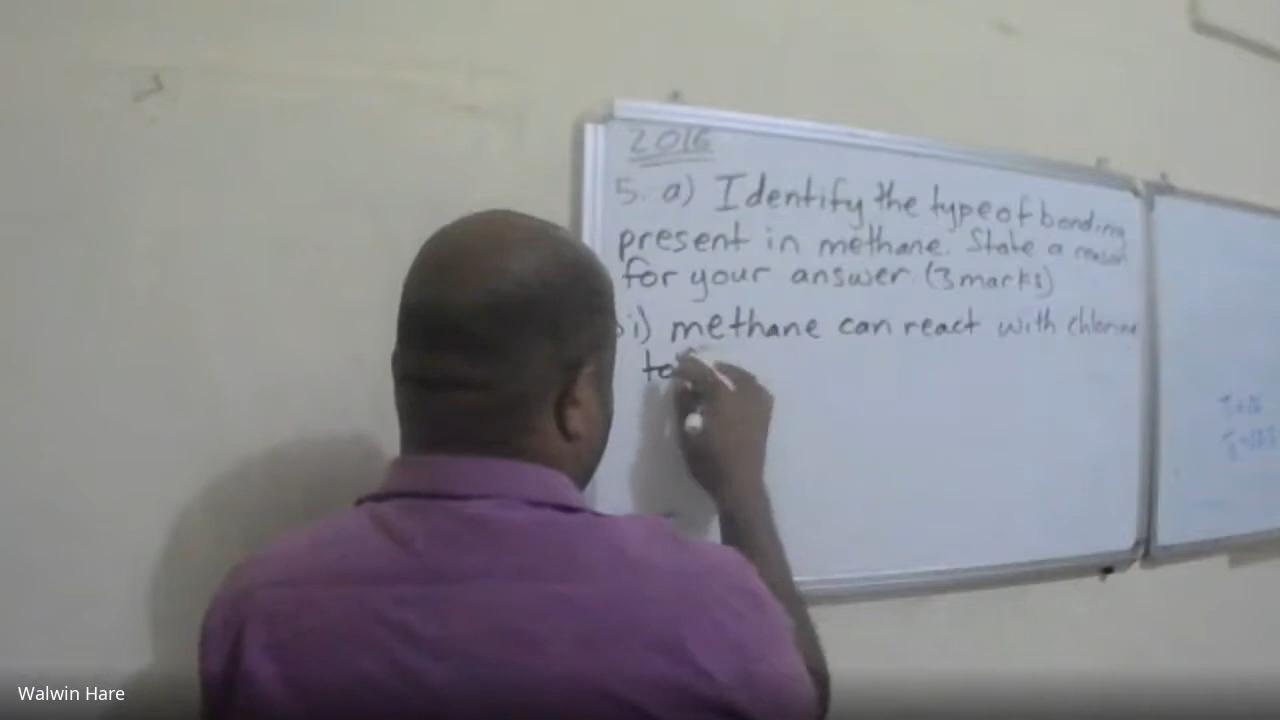 2016
5. a) Identify the type of bonding
present in methane. State a reason
for your answer. (3 marks)
i) methane can react with chlorine
to
Walwin Hare